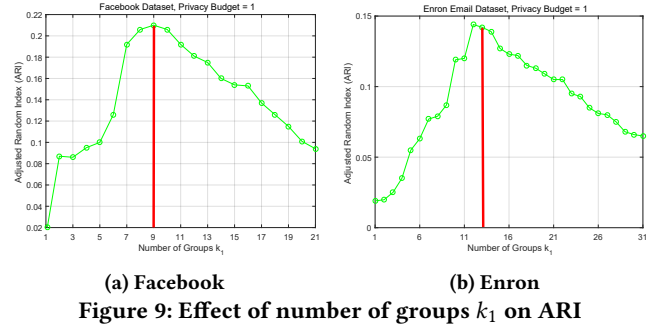 Facebook Dataset, Privacy Budget = 1
0.22
0.2
0.18
0.16
0.14
0.12
0.1
0.08
0.06
0.04
0.02
Adjusted Random Index (ARI)
1 3 5 7 9 11 13 15 17 19 21
Number of Groups k1
(a) Facebook
Enron Email Dataset, Privacy Budget = 1
0.15
0.1
0.05
0
Adjusted Random Index (ARI)
1 6 11 16 21 26 31
Number of Groups k1
(b) Enron
Figure 9: Effect of number of groups k1 on ARI